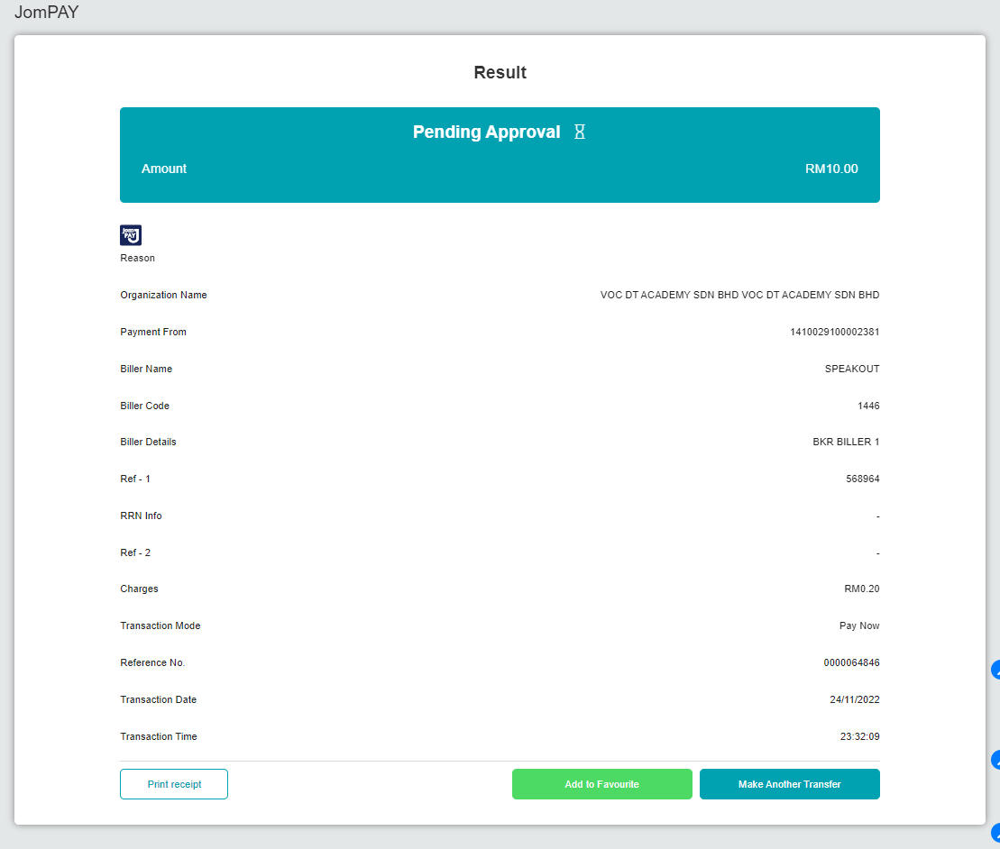 JomPAY
Result
Pending Approval
Amount RM10.00
Jom PAY J
Reason
Organization Name VOC DT ACADEMY SDN BHD VOC DT ACADEMY SDN BHD
Payment From 1410029100002381
Biller Name SPEAKOUT
Biller Code 1446
Biller Details BKR BILLER 1
Ref - 1 568964
RRN Info -
Ref - 2 -
Charges RM0.20
Transaction Mode Pay Now
Reference No. 0000064846
Transaction Date 24/11/2022
Transaction Time 23:32:09
Print receipt Add to Favourite Make Another Transfer